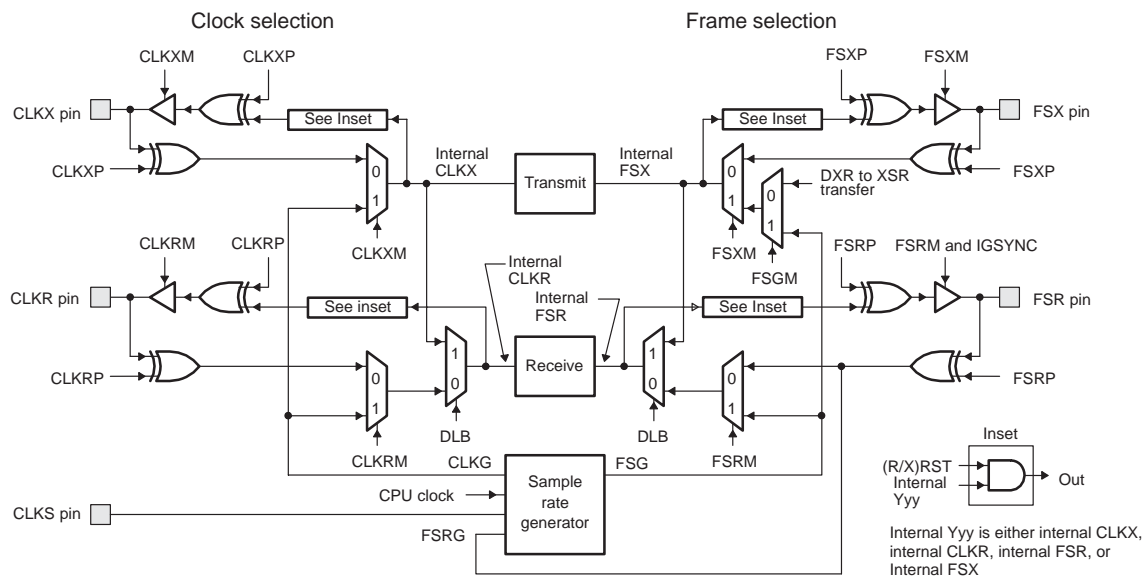 Clock selection
Frame selection
CLKXM
CLKXP
FSXP
FSXM
CLKX pin
See Inset
See Inset
FSX pin
CLKXP
0
1
Internal
CLKX
Transmit
Internal
FSX
0
1
0
1
DXR to XSR
transfer
FSXP
CLKXM
FSXM
FSGM
CLKRM
CLKRP
Internal
CLKR
Internal
FSR
FSRP
FSRM and IGSYNC
CLKR pin
See inset
See Inset
FSR pin
CLKRP
0
1
1
0
Receive
1
0
0
1
FSRP
DLB
DLB
CLKRM
FSRM
CLKG
FSG
Sample
rate
generator
CPU clock
CLKS pin
FSRG
Inset
(R/X)RST
Internal
Yyy
Out
Internal Yyy is either internal CLKX,
internal CLKR, internal FSR, or
Internal FSX